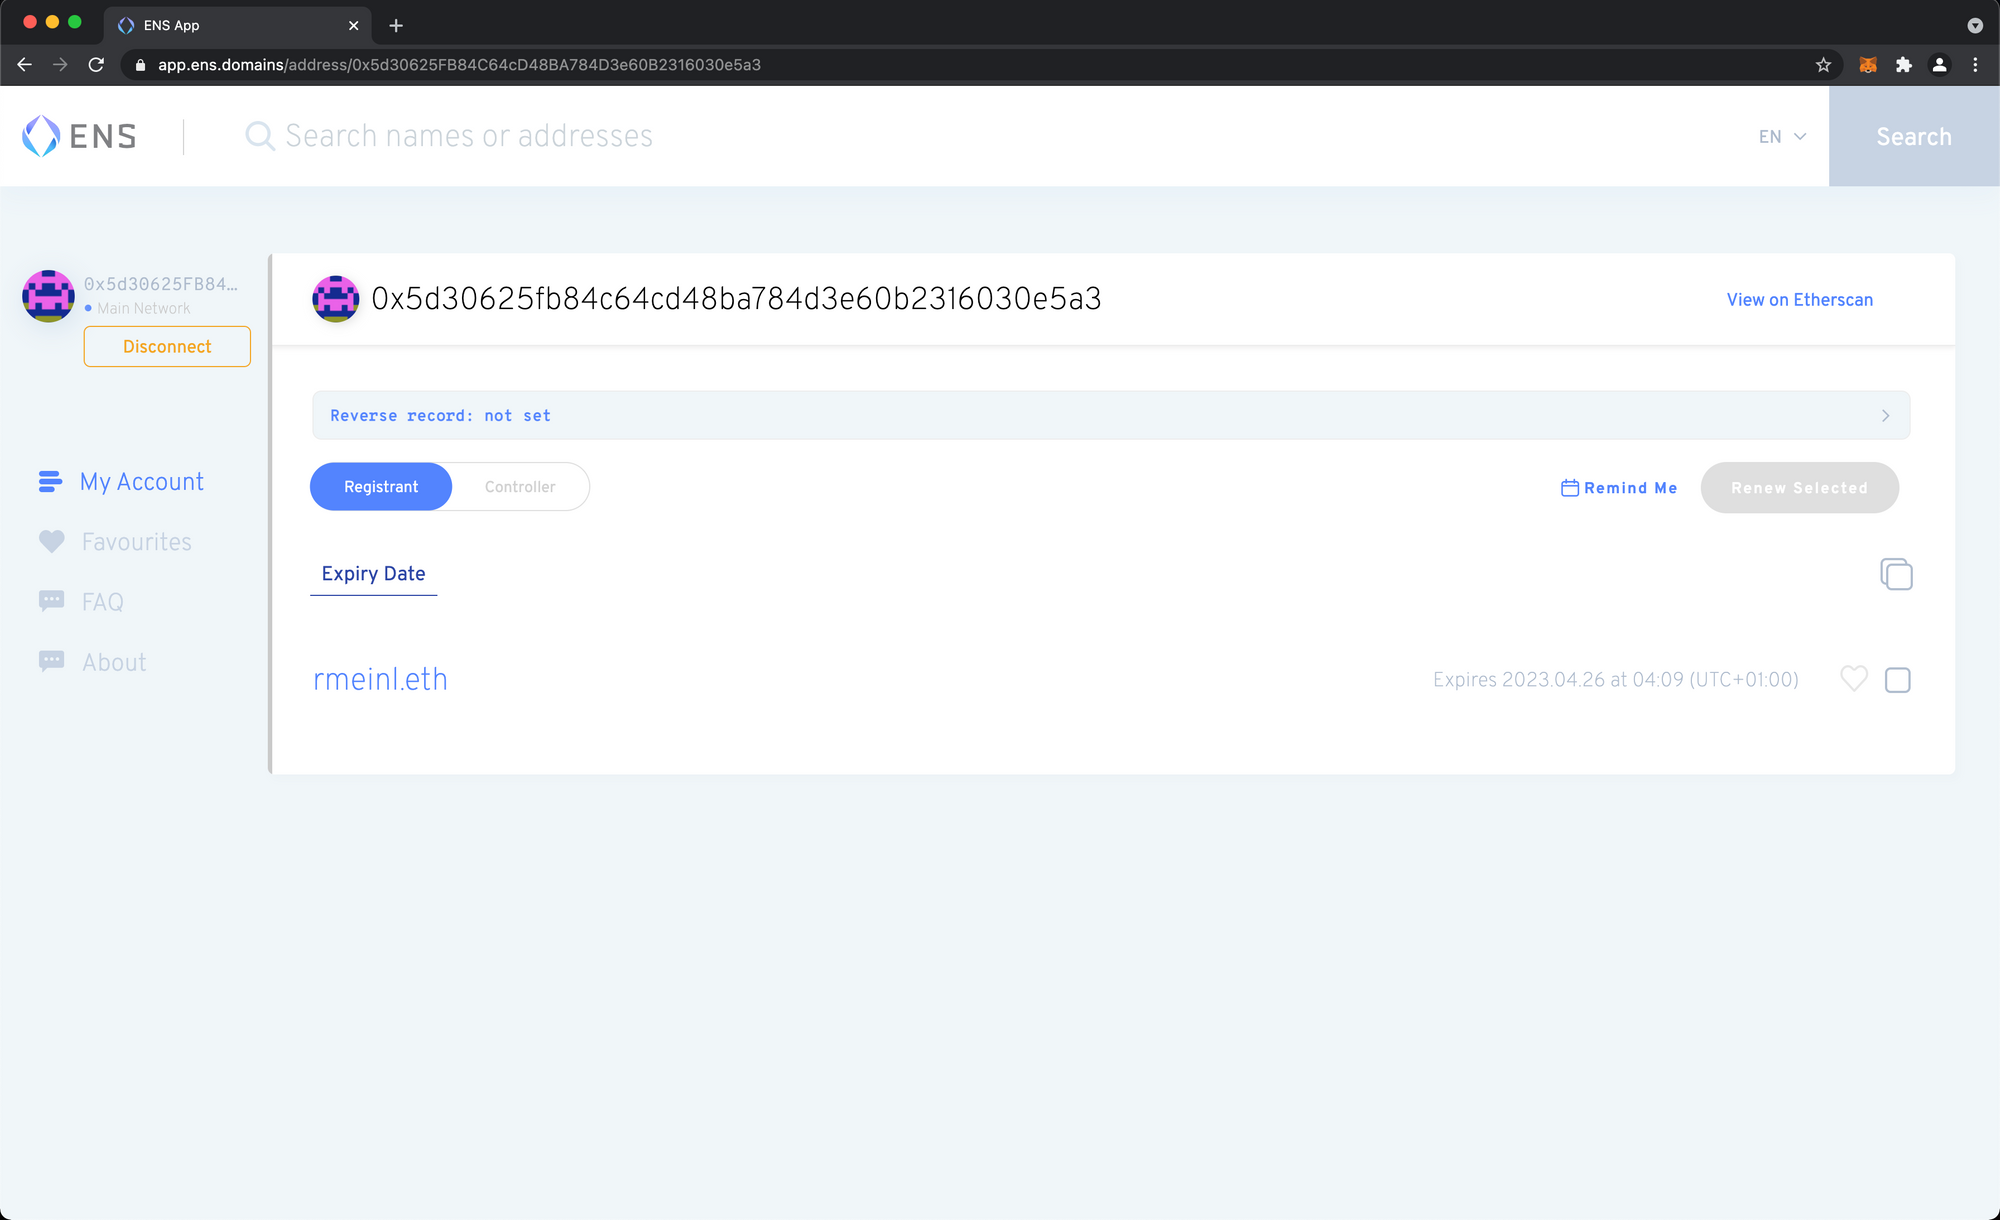 ENS App
app.ens.domains/address/0x5d30625FB84C64cD48BA784D3e60B2316030e5a3
ENS
Search names or addresses
EN
Search
0x5d30625FB84...
Main Network
Disconnect
0x5d30625fb84c64cd48ba784d3e60b2316030e5a3
View on Etherscan
Reverse record: not set
My Account
Registrant
Controller
Remind Me
Renew Selected
Favourites
Expiry Date
FAQ
About
rmeinl.eth
Expires 2023.04.26 at 04:09 (UTC+01:00)